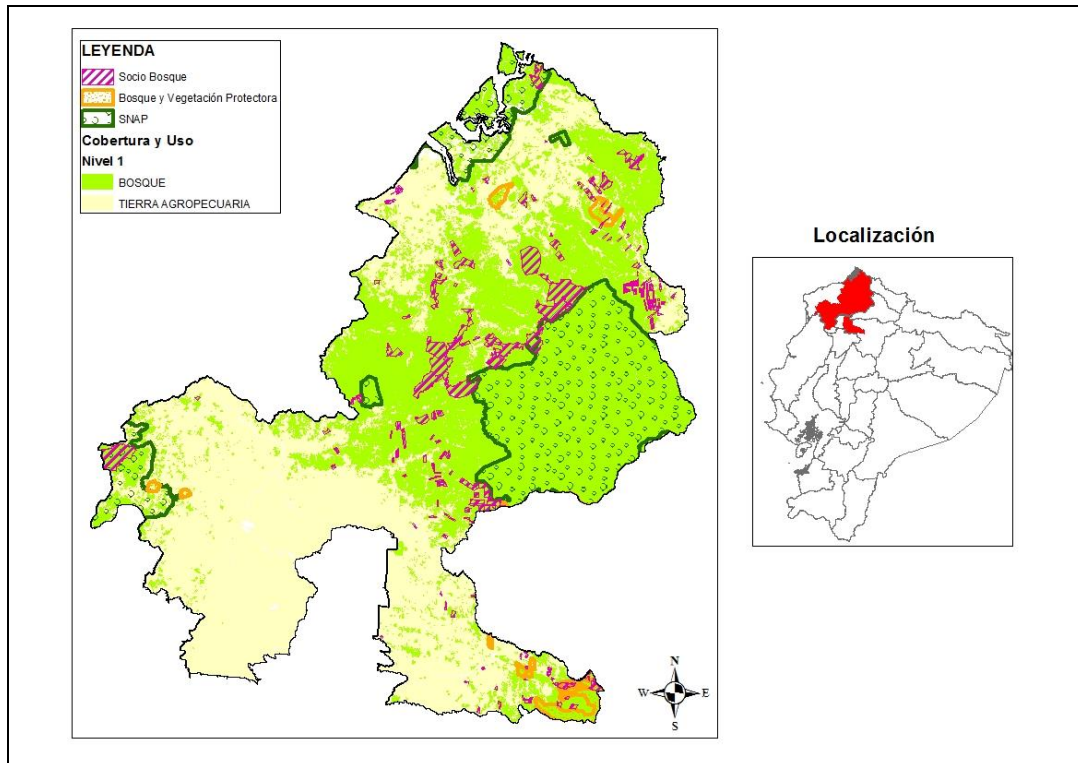 LEYENDA
Socio Bosque
Bosque y Vegetación Protectora
SNAP
Cobertura y Uso
Nivel 1
BOSQUE
TIERRA AGROPECUARIA
Localización
N
W E
S